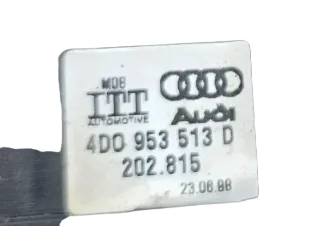 MOB
ITT
AUTOMOTIVE
Audi
4D0 953 513 D
202.815
23.06.98